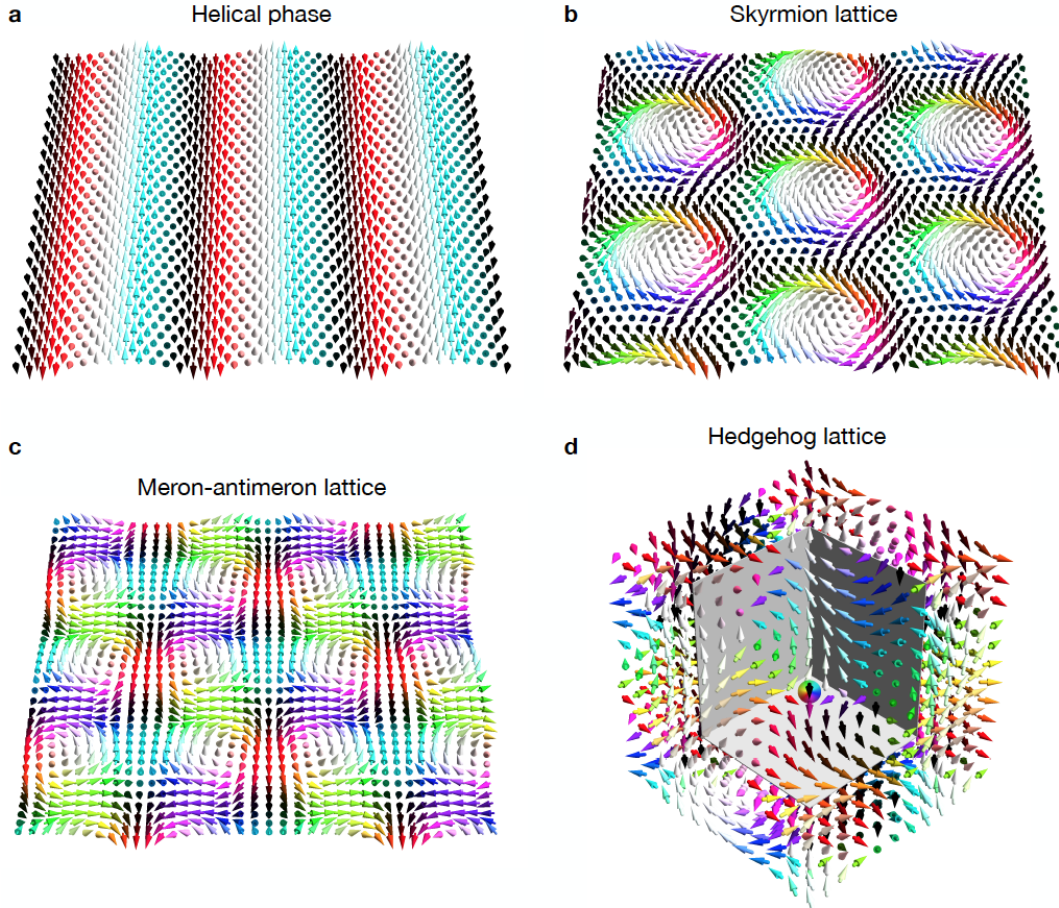 a
Helical phase
b
Skyrmion lattice
c
Meron-antimeron lattice
d
Hedgehog lattice